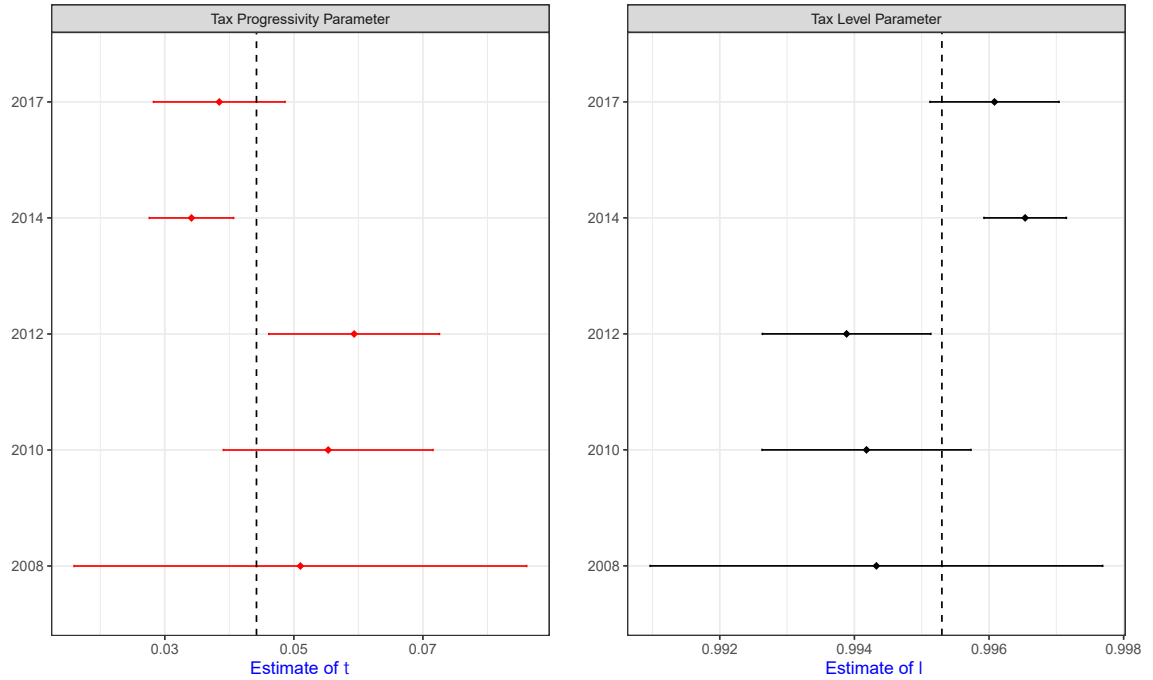 Tax Progressivity Parameter
2017
2014
2012
2010
2008
0.03 0.05 0.07
Estimate of t
Tax Level Parameter
2017
2014
2012
2010
2008
0.992 0.994 0.996 0.998
Estimate of l